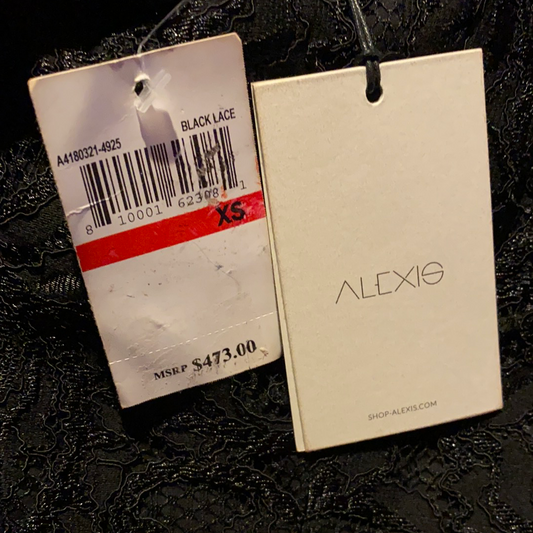 A4180321-4925
BLACK LACE
8 10001 62308 1
XS
MSRP $473.00
ALEXIS
SHOP-ALEXIS.COM